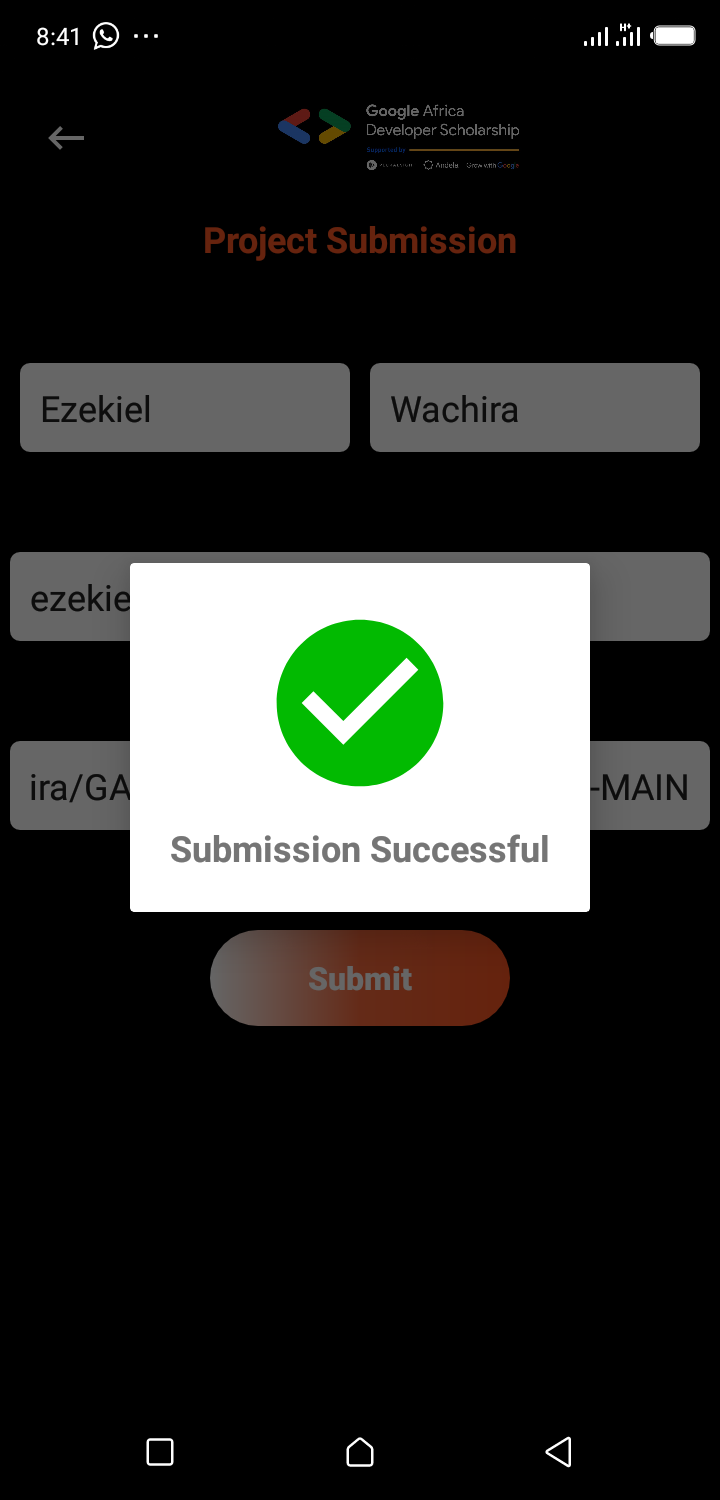 8:41
H+
Google Africa
Developer Scholarship
Supported by
Andela Grow with Google
Project Submission
Ezekiel Wachira
ezekie
ira/GA -MAIN
Submission Successful
Submit